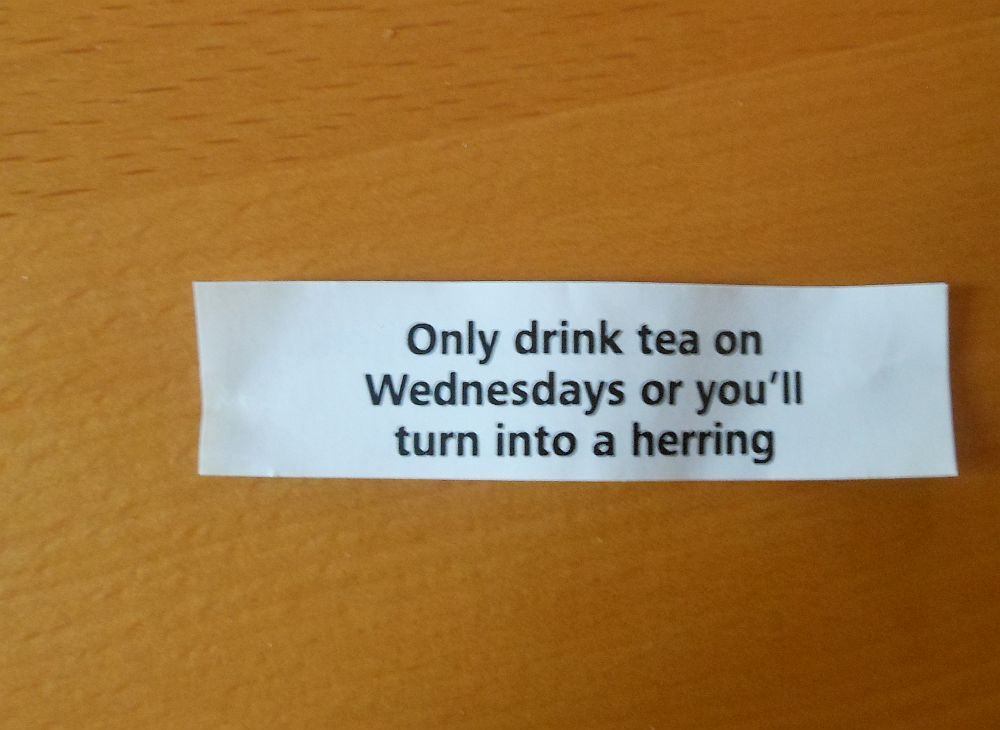 Only drink tea on
Wednesdays or you’ll
turn into a herring